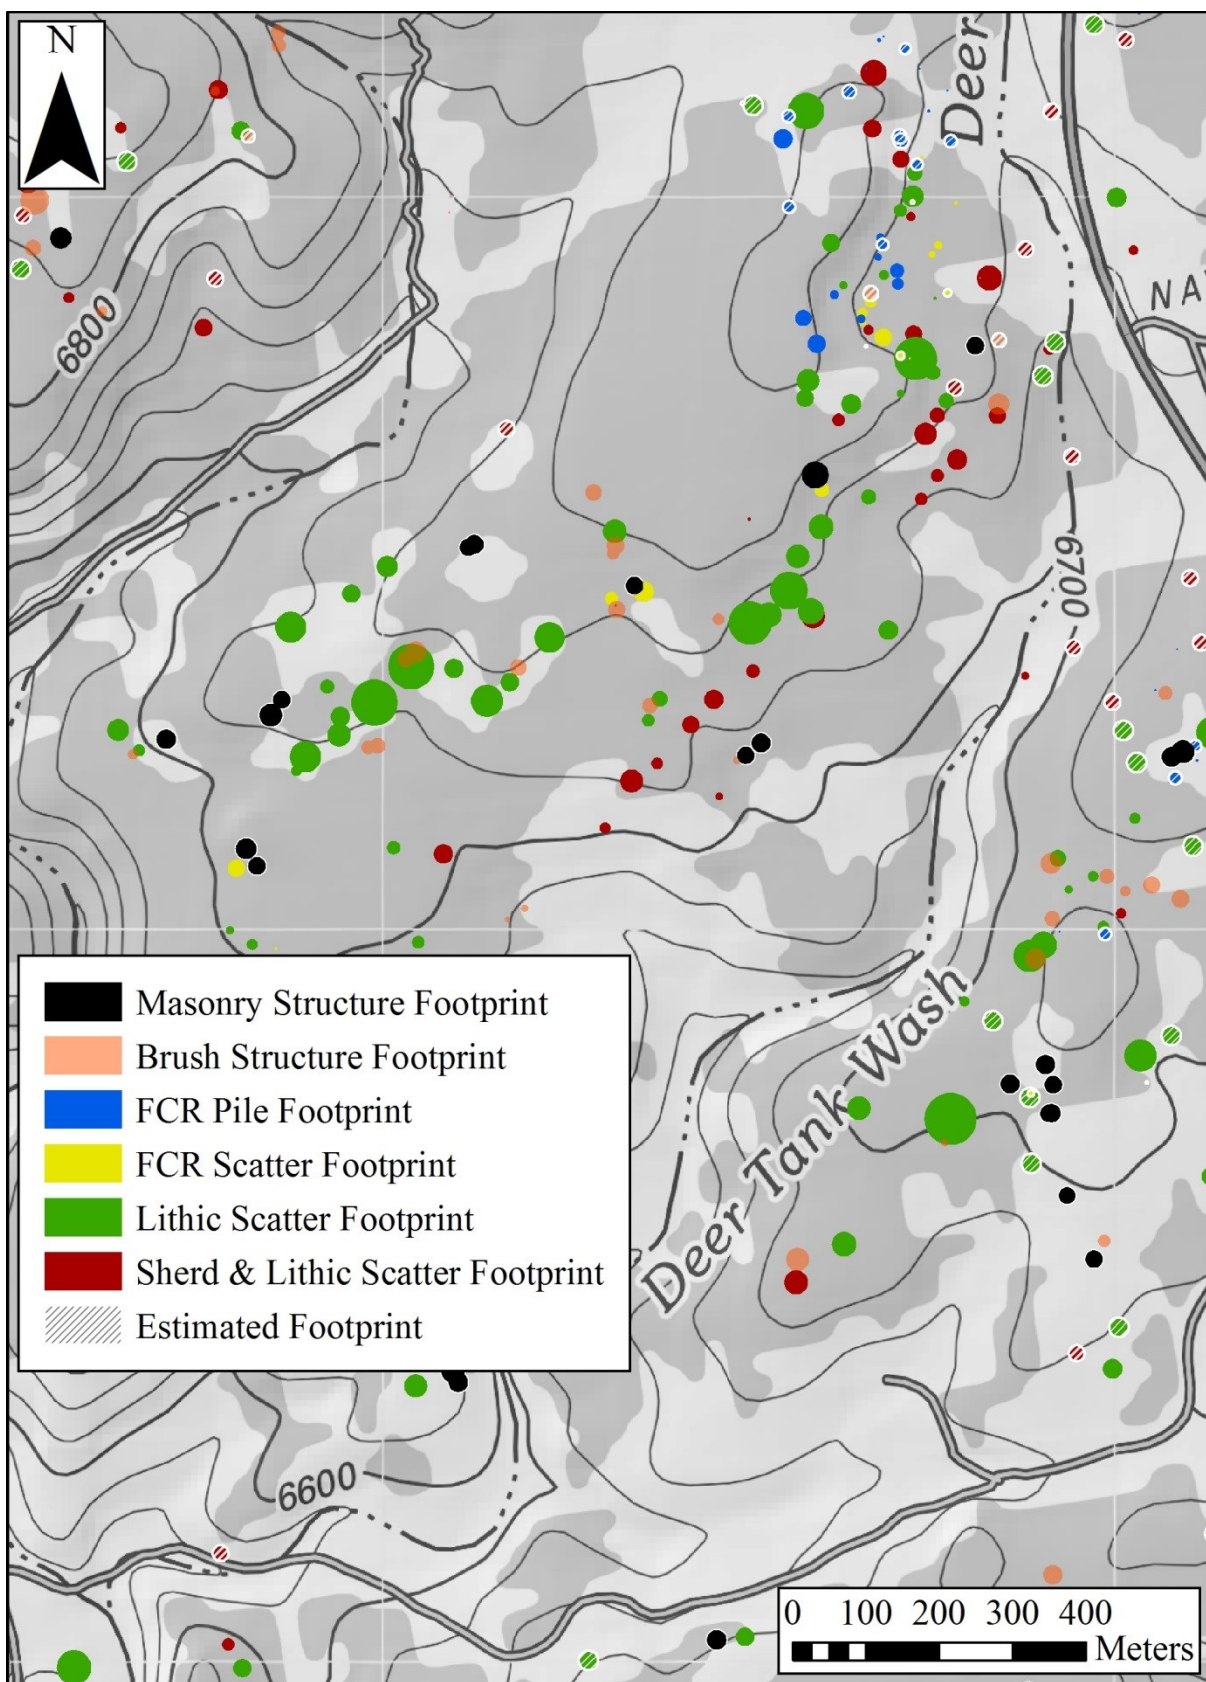 N
Deer
NA
6800
6700
Masonry Structure Footprint
Brush Structure Footprint
FCR Pile Footprint
FCR Scatter Footprint
Lithic Scatter Footprint
Sherd & Lithic Scatter Footprint
Estimated Footprint
Deer Tank Wash
6600
0 100 200 300 400
Meters